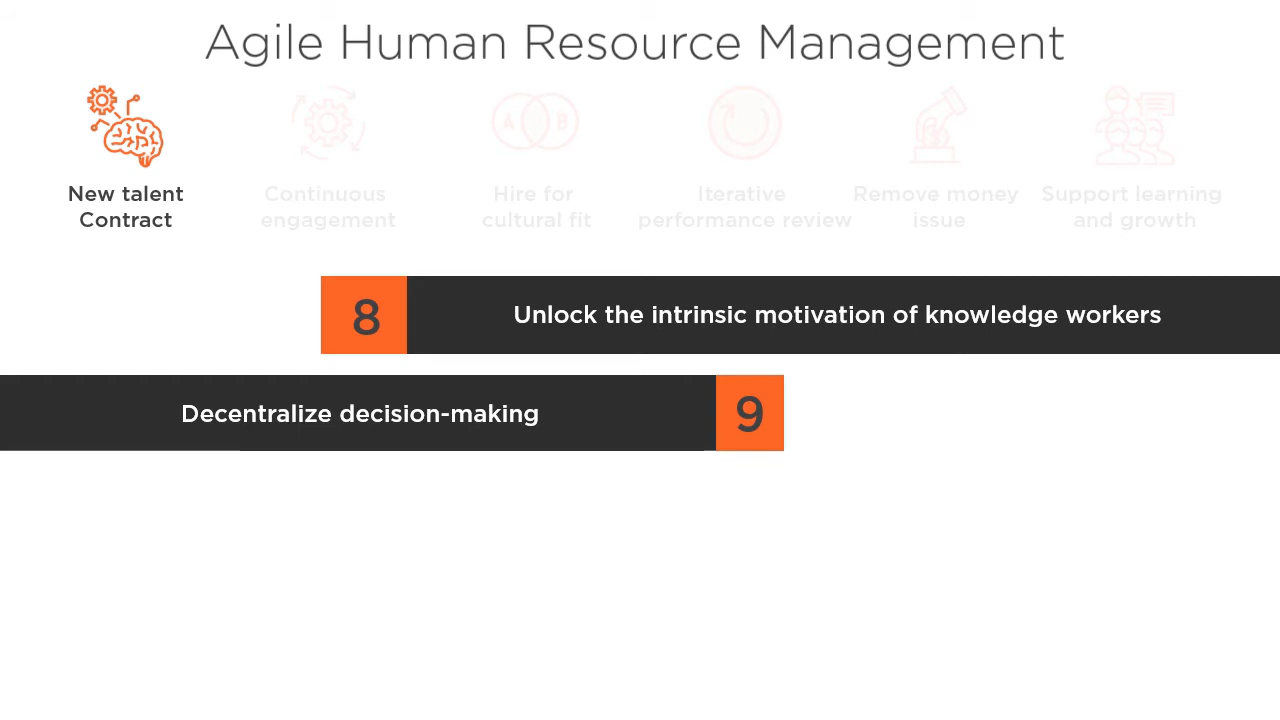 Agile Human Resource Management
New talent
Contract
Continuous
engagement
Hire for
cultural fit
A B
Iterative
performance review
Remove money
issue
Support learning
and growth
8 Unlock the intrinsic motivation of knowledge workers
Decentralize decision-making 9